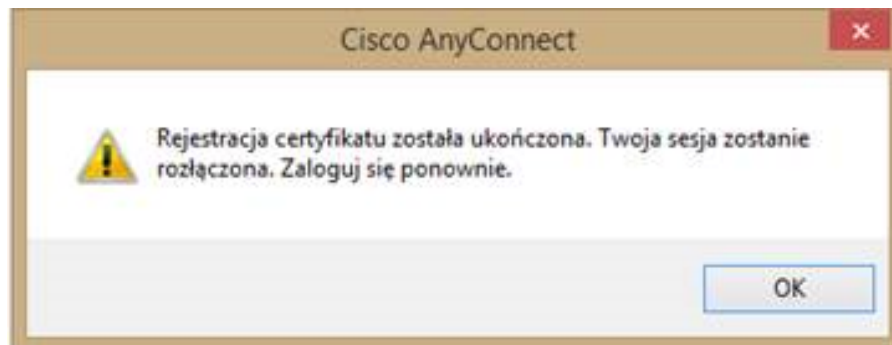 Cisco AnyConnect
Rejestracja certyfikatu została ukończona. Twoja sesja zostanie
rozłączona. Zaloguj się ponownie.
OK